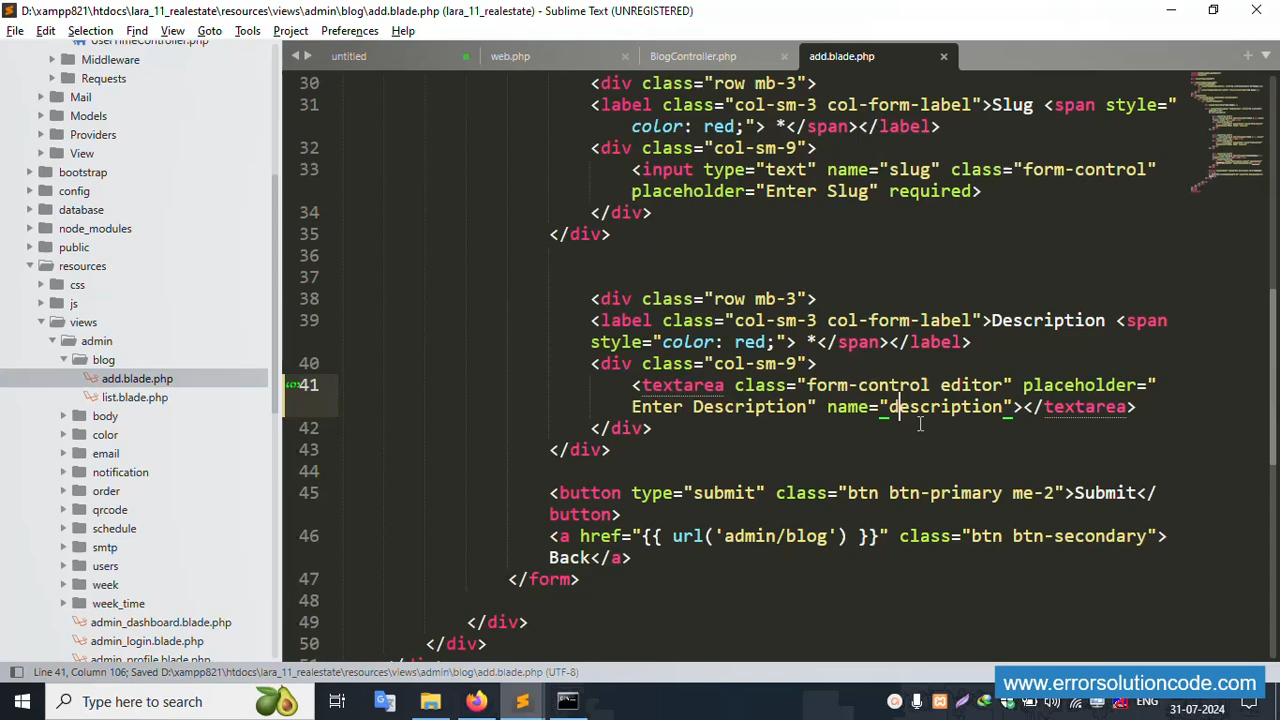 D:\xampp821\htdocs\lara_11_realestate\resources\views\admin\blog\add.blade.php (lara_11_realestate) - Sublime Text (UNREGISTERED)
File Edit Selection Find View Goto Tools Project Preferences Help
UserTimeController.php
Middleware
Requests
Mail
Models
Providers
View
bootstrap
config
database
node_modules
public
resources
css
js
views
admin
blog
add.blade.php
list.blade.php
body
color
email
notification
order
qrcode
schedule
smtp
users
week
week_time
admin_dashboard.blade.php
admin_login.blade.php
admin_profile.blade.php
untitled web.php BlogController.php add.blade.php
30 <div class="row mb-3">
31 <label class="col-sm-3 col-form-label">Slug <span style="
color: red;"> *</span></label>
32 <div class="col-sm-9">
33 <input type="text" name="slug" class="form-control"
placeholder="Enter Slug" required>
34 </div>
35 </div>
36
37
38 <div class="row mb-3">
39 <label class="col-sm-3 col-form-label">Description <span
style="color: red;"> *</span></label>
40 <div class="col-sm-9">
41 <textarea class="form-control editor" placeholder="
Enter Description" name="description"></textarea>
42 </div>
43 </div>
44
45 <button type="submit" class="btn btn-primary me-2">Submit</
button>
46 <a href="{{ url('admin/blog') }}" class="btn btn-secondary">
Back</a>
47 </form>
48
49 </div>
50 </div>
Line 41, Column 106; Saved D:\xampp821\htdocs\lara_11_realestate\resources\views\admin\blog\add.blade.php (UTF-8)
www.errorsolutioncode.com
Type here to search
ENG
31-07-2024